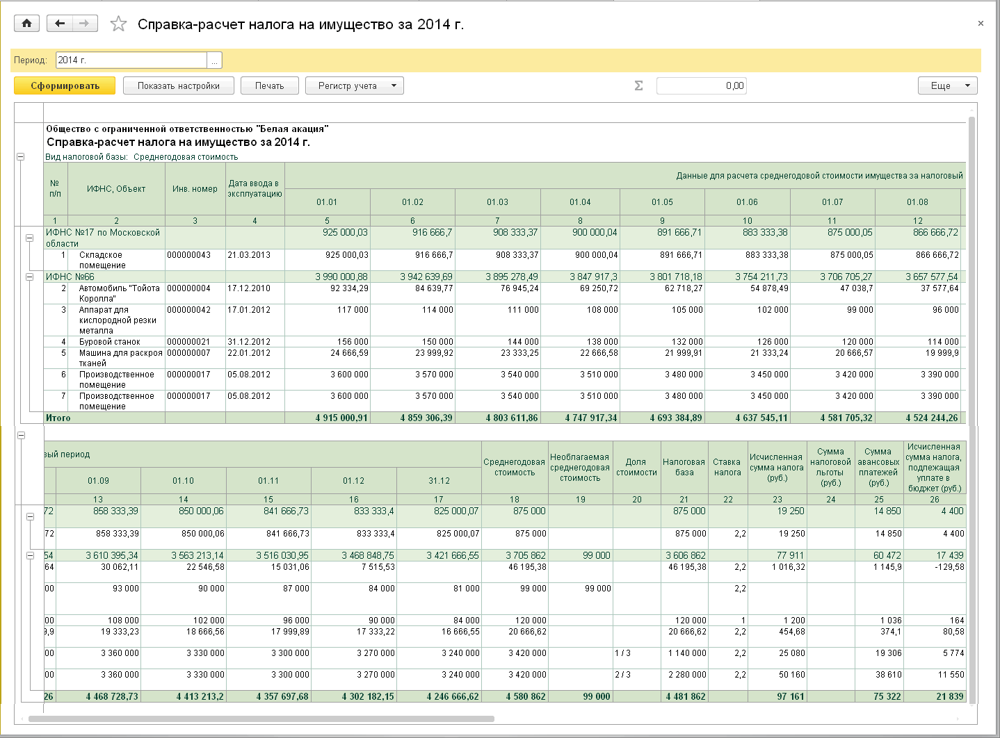 Справка-расчет налога на имущество за 2014 г.
Период: 2014 г. ...
Сформировать Показать настройки Печать Регистр учета Σ 0,00 Еще
Общество с ограниченной ответственностью "Белая акация"
Справка-расчет налога на имущество за 2014 г.
Вид налоговой базы: Среднегодовая стоимость
№ п/п ИФНС, Объект Инв. номер Дата ввода в эксплуатацию Данные для расчета среднегодовой стоимости имущества за налоговый
01.01 01.02 01.03 01.04 01.05 01.06 01.07 01.08
1 2 3 4 5 6 7 8 9 10 11 12
ИФНС №17 по Московской области 925 000,03 916 666,7 908 333,37 900 000,04 891 666,71 883 333,38 875 000,05 866 666,72
1 Складское помещение 000000043 21.03.2013 925 000,03 916 666,7 908 333,37 900 000,04 891 666,71 883 333,38 875 000,05 866 666,72
ИФНС №66 3 990 000,88 3 942 639,69 3 895 278,49 3 847 917,3 3 801 718,18 3 754 211,73 3 706 705,27 3 657 577,54
2 Автомобиль "Тойота Королла" 000000004 17.12.2010 92 334,29 84 639,77 76 945,24 69 250,72 62 718,27 54 878,49 47 038,7 37 577,64
3 Аппарат для кислородной резки металла 000000042 17.01.2012 117 000 114 000 111 000 108 000 105 000 102 000 99 000 96 000
4 Буровой станок 000000021 31.12.2012 156 000 150 000 144 000 138 000 132 000 126 000 120 000 114 000
5 Машина для раскроя тканей 000000007 22.01.2012 24 666,59 23 999,92 23 333,25 22 666,58 21 999,91 21 333,24 20 666,57 19 999,9
6 Производственное помещение 000000017 05.08.2012 3 600 000 3 570 000 3 540 000 3 510 000 3 480 000 3 450 000 3 420 000 3 390 000
7 Производственное помещение 000000017 05.08.2012 3 600 000 3 570 000 3 540 000 3 510 000 3 480 000 3 450 000 3 420 000 3 390 000
Итого 4 915 000,91 4 859 306,39 4 803 611,86 4 747 917,34 4 693 384,89 4 637 545,11 4 581 705,32 4 524 244,26
вый период Среднегодовая стоимость Необлагаемая среднегодовая стоимость Доля стоимости Налоговая база Ставка налога Исчисленная сумма налога (руб.) Сумма налоговой льготы (руб.) Сумма авансовых платежей (руб.) Исчисленная сумма налога, подлежащая уплате в бюджет (руб.)
01.09 01.10 01.11 01.12 31.12
13 14 15 16 17 18 19 20 21 22 23 24 25 26
72 858 333,39 850 000,06 841 666,73 833 333,4 825 000,07 875 000 875 000 19 250 14 850 4 400
72 858 333,39 850 000,06 841 666,73 833 333,4 825 000,07 875 000 875 000 2,2 19 250 14 850 4 400
54 3 610 395,34 3 563 213,14 3 516 030,95 3 468 848,75 3 421 666,55 3 705 862 99 000 3 606 862 77 911 60 472 17 439
64 30 062,11 22 546,58 15 031,06 7 515,53 46 195,38 46 195,38 2,2 1 016,32 1 145,9 -129,58
00 93 000 90 000 87 000 84 000 81 000 99 000 99 000 2,2
00 108 000 102 000 96 000 90 000 84 000 120 000 120 000 1 1 200 1 036 164
9,9 19 333,23 18 666,56 17 999,89 17 333,22 16 666,55 20 666,62 20 666,62 2,2 454,68 374,1 80,58
00 3 360 000 3 330 000 3 300 000 3 270 000 3 240 000 3 420 000 1 / 3 1 140 000 2,2 25 080 19 306 5 774
00 3 360 000 3 330 000 3 300 000 3 270 000 3 240 000 3 420 000 2 / 3 2 280 000 2,2 50 160 38 610 11 550
26 4 468 728,73 4 413 213,2 4 357 697,68 4 302 182,15 4 246 666,62 4 580 862 99 000 4 481 862 97 161 75 322 21 839